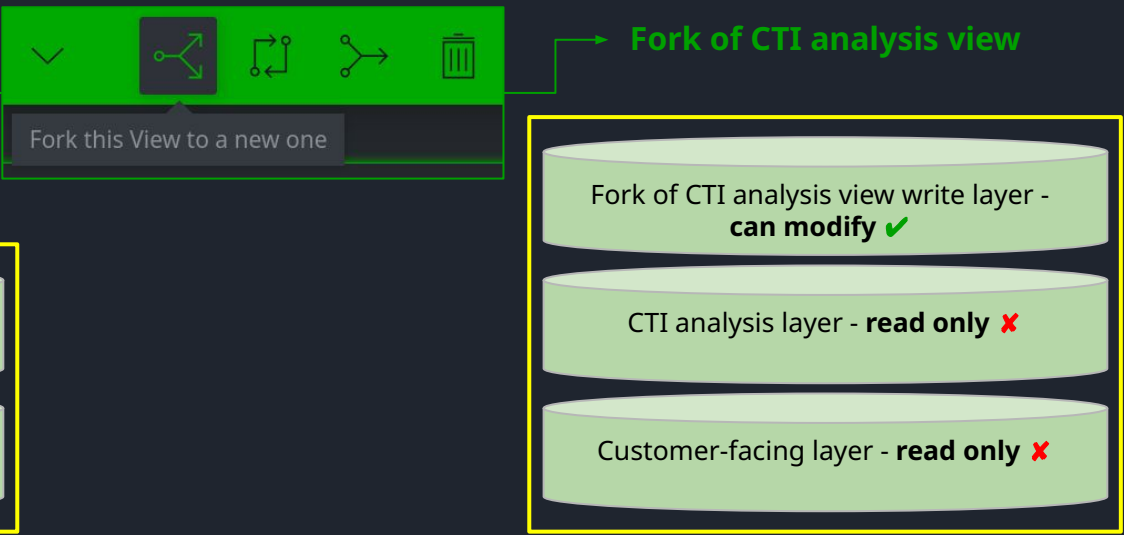 Fork of CTI analysis view
Fork this View to a new one
Fork of CTI analysis view write layer -
can modify ✔
CTI analysis layer - read only ✘
Customer-facing layer - read only ✘